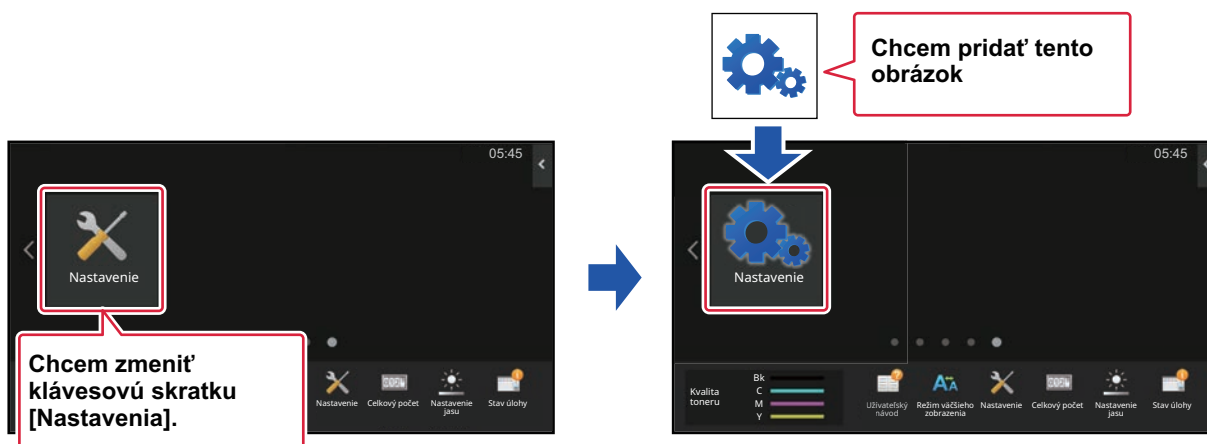 Chcem pridať tento
obrázok
05:45
Nastavenie
Chcem zmeniť
klávesovú skratku
[Nastavenia].
Nastavenie
Celkový počet
Nastavenie
jasu
Stav úlohy
05:45
Nastavenie
Kvalita
toneru
Bk
C
M
Y
Užívateľský
návod
Režim väčšieho
zobrazenia
Nastavenie
Celkový počet
Nastavenie
jasu
Stav úlohy